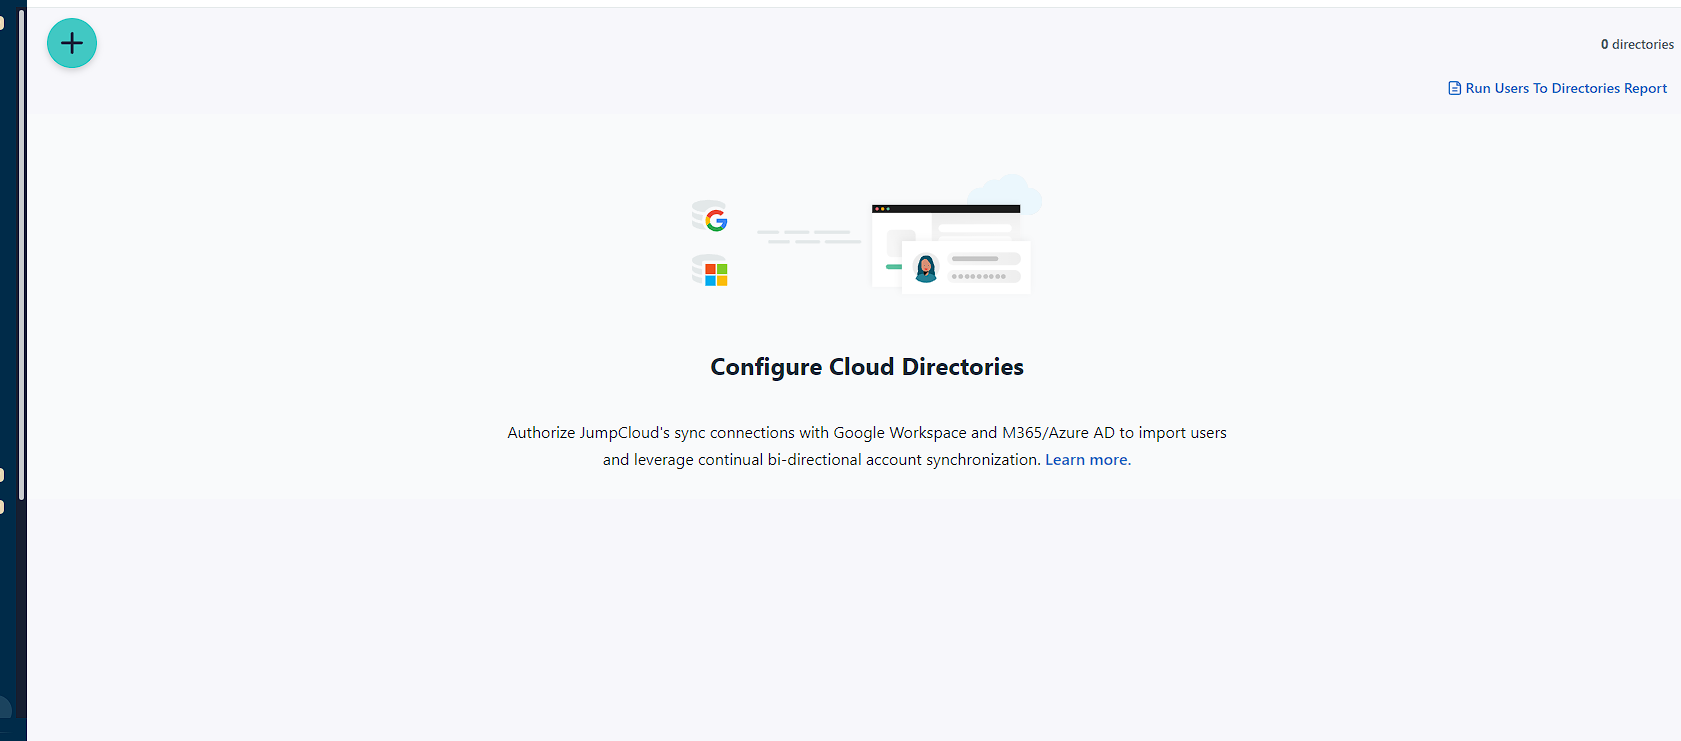 0 directories
Run Users To Directories Report
Configure Cloud Directories
Authorize JumpCloud's sync connections with Google Workspace and M365/Azure AD to import users
and leverage continual bi-directional account synchronization. Learn more.